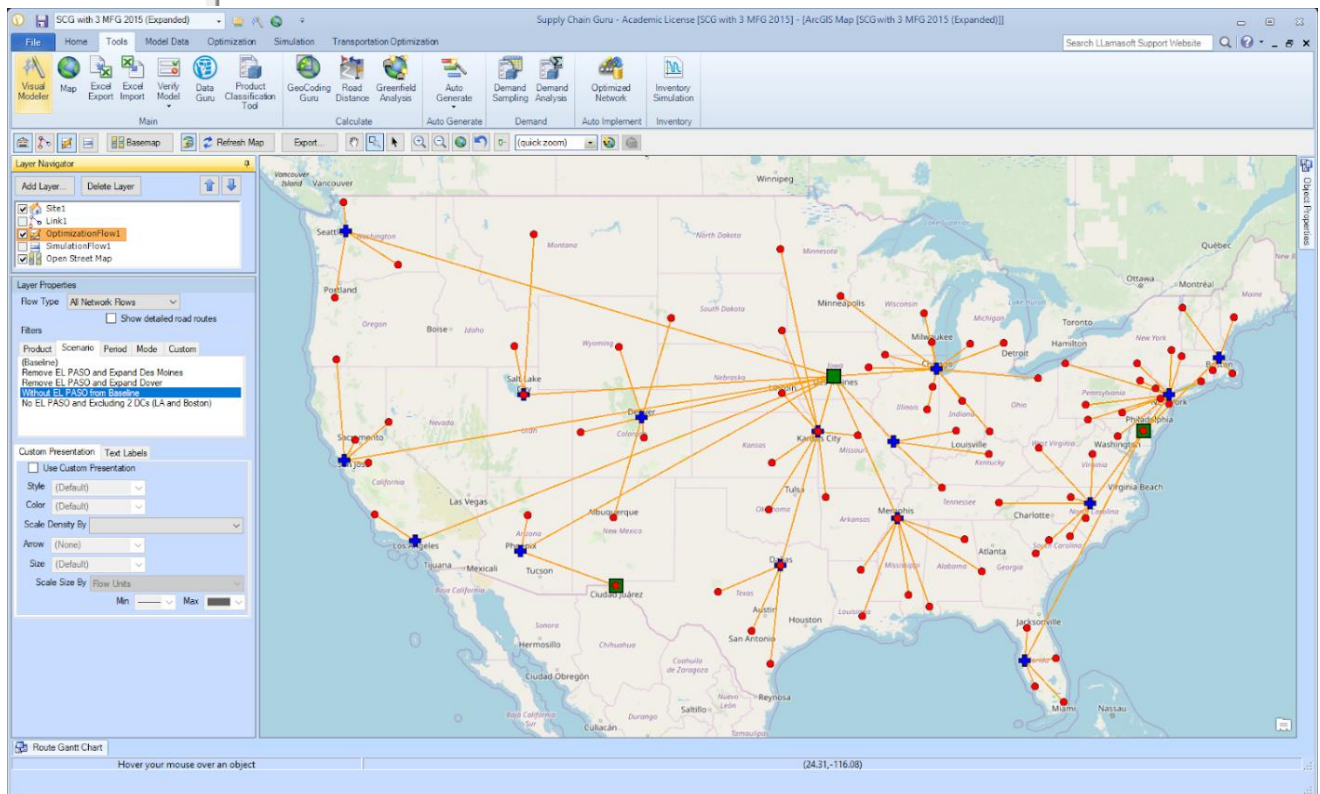 SCG with 3 MFG 2015 (Expanded)
Supply Chain Guru - Academic License [SCG with 3 MFG 2015] - [ArcGIS Map [SCG with 3 MFG 2015 (Expanded)]]
File Home Tools Model Data Optimization Simulation Transportation Optimization
Search LLamasoft Support Website
Visual Modeler
Map
Excel Export
Excel Import
Verify Model
Data Guru
Product Classification Tool
GeoCoding Guru
Road Distance
Greenfield Analysis
Auto Generate
Demand Sampling
Demand Analysis
Optimized Network
Inventory Simulation
Main Calculate Auto Generate Demand Auto Implement Inventory
Basemap Refresh Map Export... (quick zoom)
Layer Navigator
Add Layer... Delete Layer
Site1
Link1
OptimizationFlow1
SimulationFlow1
Open Street Map
Layer Properties
Flow Type All Network Flows
Show detailed road routes
Filters
Product Scenario Period Mode Custom
(Baseline)
Remove EL PASO and Expand Des Moines
Remove EL PASO and Expand Dover
Without EL PASO from Baseline
No EL PASO and Excluding 2 DCs (LA and Boston)
Custom Presentation Text Labels
Use Custom Presentation
Style (Default)
Color (Default)
Scale Density By
Arrow (None)
Size (Default)
Scale Size By Flow Units
Min Max
Object Properties
Vancouver Island Vancouver
Winnipeg
Washington
Montana
North Dakota
Minnesota
Lake Superior
Québec
Ottawa
Montréal
Maine
Portland
Oregon
Boise
Idaho
South Dakota
Minneapolis
Wisconsin
Lake Huron
Michigan
Toronto
Hamilton
New York
Wyoming
Milwaukee
Detroit
Salt Lake
Nebraska
Illinois
Indiana
Ohio
Pennsylvania
Philadelphia
Sacramento
Nevada
Utah
Colorado
Kansas
Kansas City
Missouri
Louisville
Kentucky
West Virginia
Washington
Virginia
Virginia Beach
California
Las Vegas
Albuquerque
New Mexico
Arizona
Tulsa
Arkansas
Memphis
Tennessee
Charlotte
North Carolina
South Carolina
Los Angeles
Phoenix
Tijuana
Mexicali
Tucson
Dallas
Mississippi
Alabama
Georgia
Atlanta
Baja California
Ciudad Juárez
Texas
Austin
Houston
Louisiana
Jacksonville
Sonora
Hermosillo
Chihuahua
San Antonio
Florida
Coahuila de Zaragoza
Ciudad Obregón
Nuevo León
Reynosa
Saltillo
Miami
Nassau
Baja California Sur
Culiacán
Durango
Tamaulipas
Route Gantt Chart
Hover your mouse over an object (24.31,-116.08)